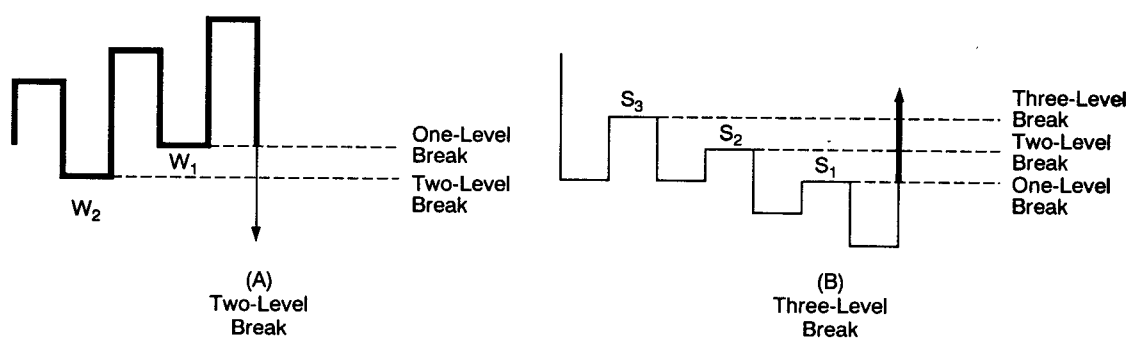 One-Level
Break
W1
Two-Level
Break
W2
(A)
Two-Level
Break
S3
Three-Level
Break
S2
Two-Level
Break
S1
One-Level
Break
(B)
Three-Level
Break